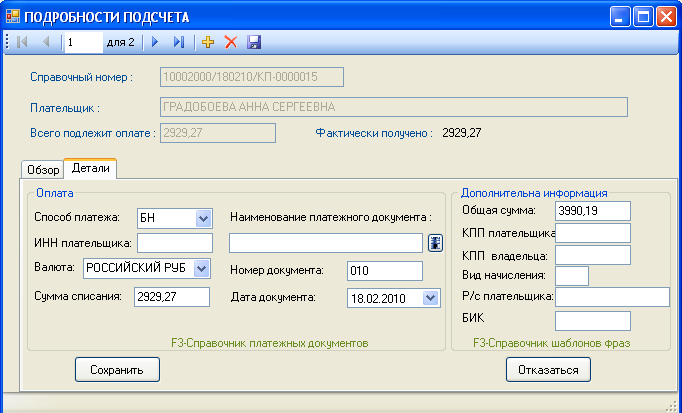 ПОДРОБНОСТИ ПОДСЧЕТА
1 для 2
Справочный номер : 10002000/180210/КП-0000015
Плательщик : ГРАДОБОЕВА АННА СЕРГЕЕВНА
Всего подлежит оплате : 2929,27 Фактически получено : 2929,27
Обзор Детали
Оплата
Способ платежа: БН Наименование платежного документа :
ИНН плательщика:
Валюта: РОССИЙСКИЙ РУБ Номер документа: 010
Сумма списания: 2929,27 Дата документа: 18.02.2010
F3-Справочник платежных документов
Дополнительна информация
Общая сумма: 3990,19
КПП плательщика
КПП владельца:
Вид начисления:
Р/с плательщика:
БИК
F3-Справочник шаблонов фраз
Сохранить Отказаться